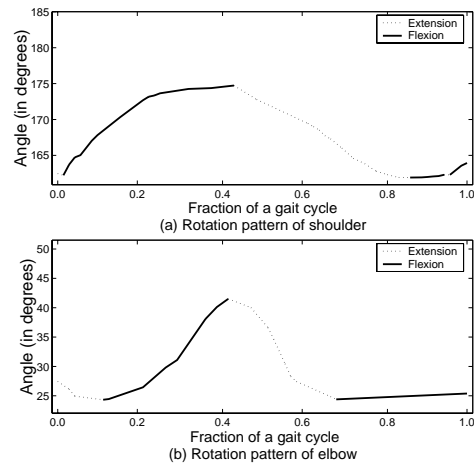 185
175
165
Angle (in degrees)
Extension
Flexion
0.0 0.2 0.4 0.6 0.8 1.0
Fraction of a gait cycle
(a) Rotation pattern of shoulder
50
45
40
35
30
25
Angle (in degrees)
Extension
Flexion
0.0 0.2 0.4 0.6 0.8 1.0
Fraction of a gait cycle
(b) Rotation pattern of elbow